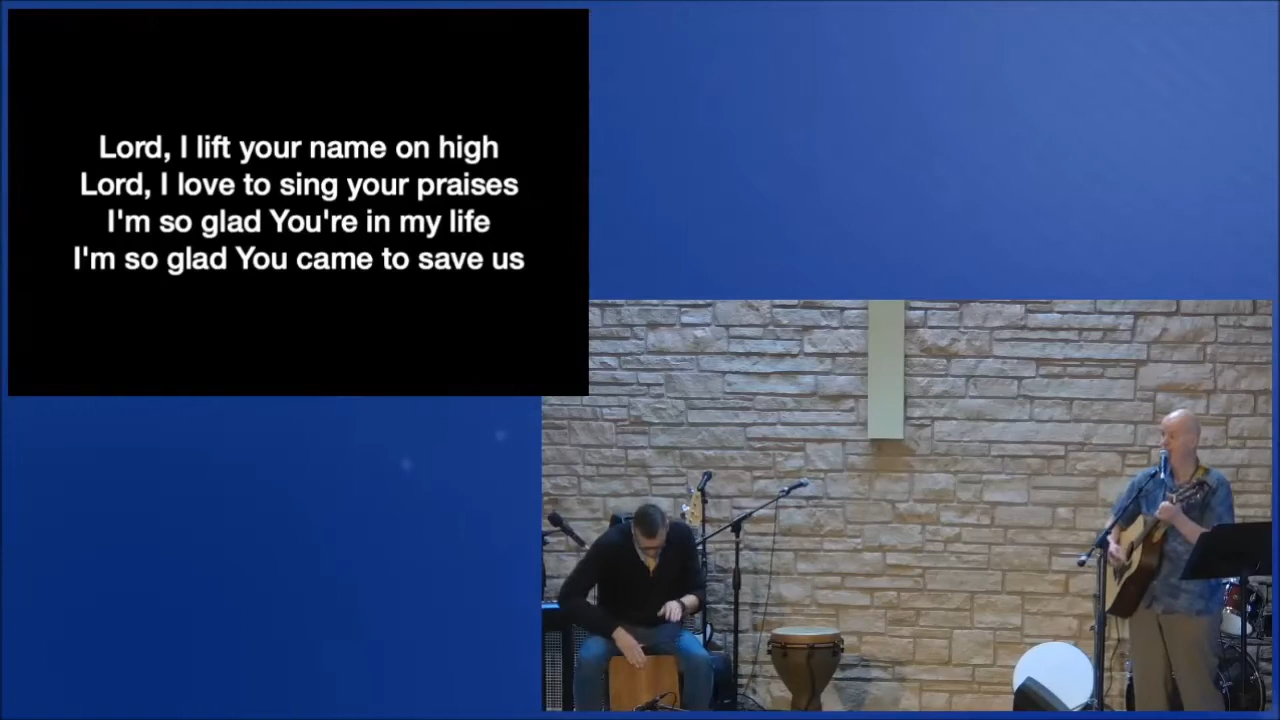 Lord, I lift your name on high
Lord, I love to sing your praises
I'm so glad You're in my life
I'm so glad You came to save us